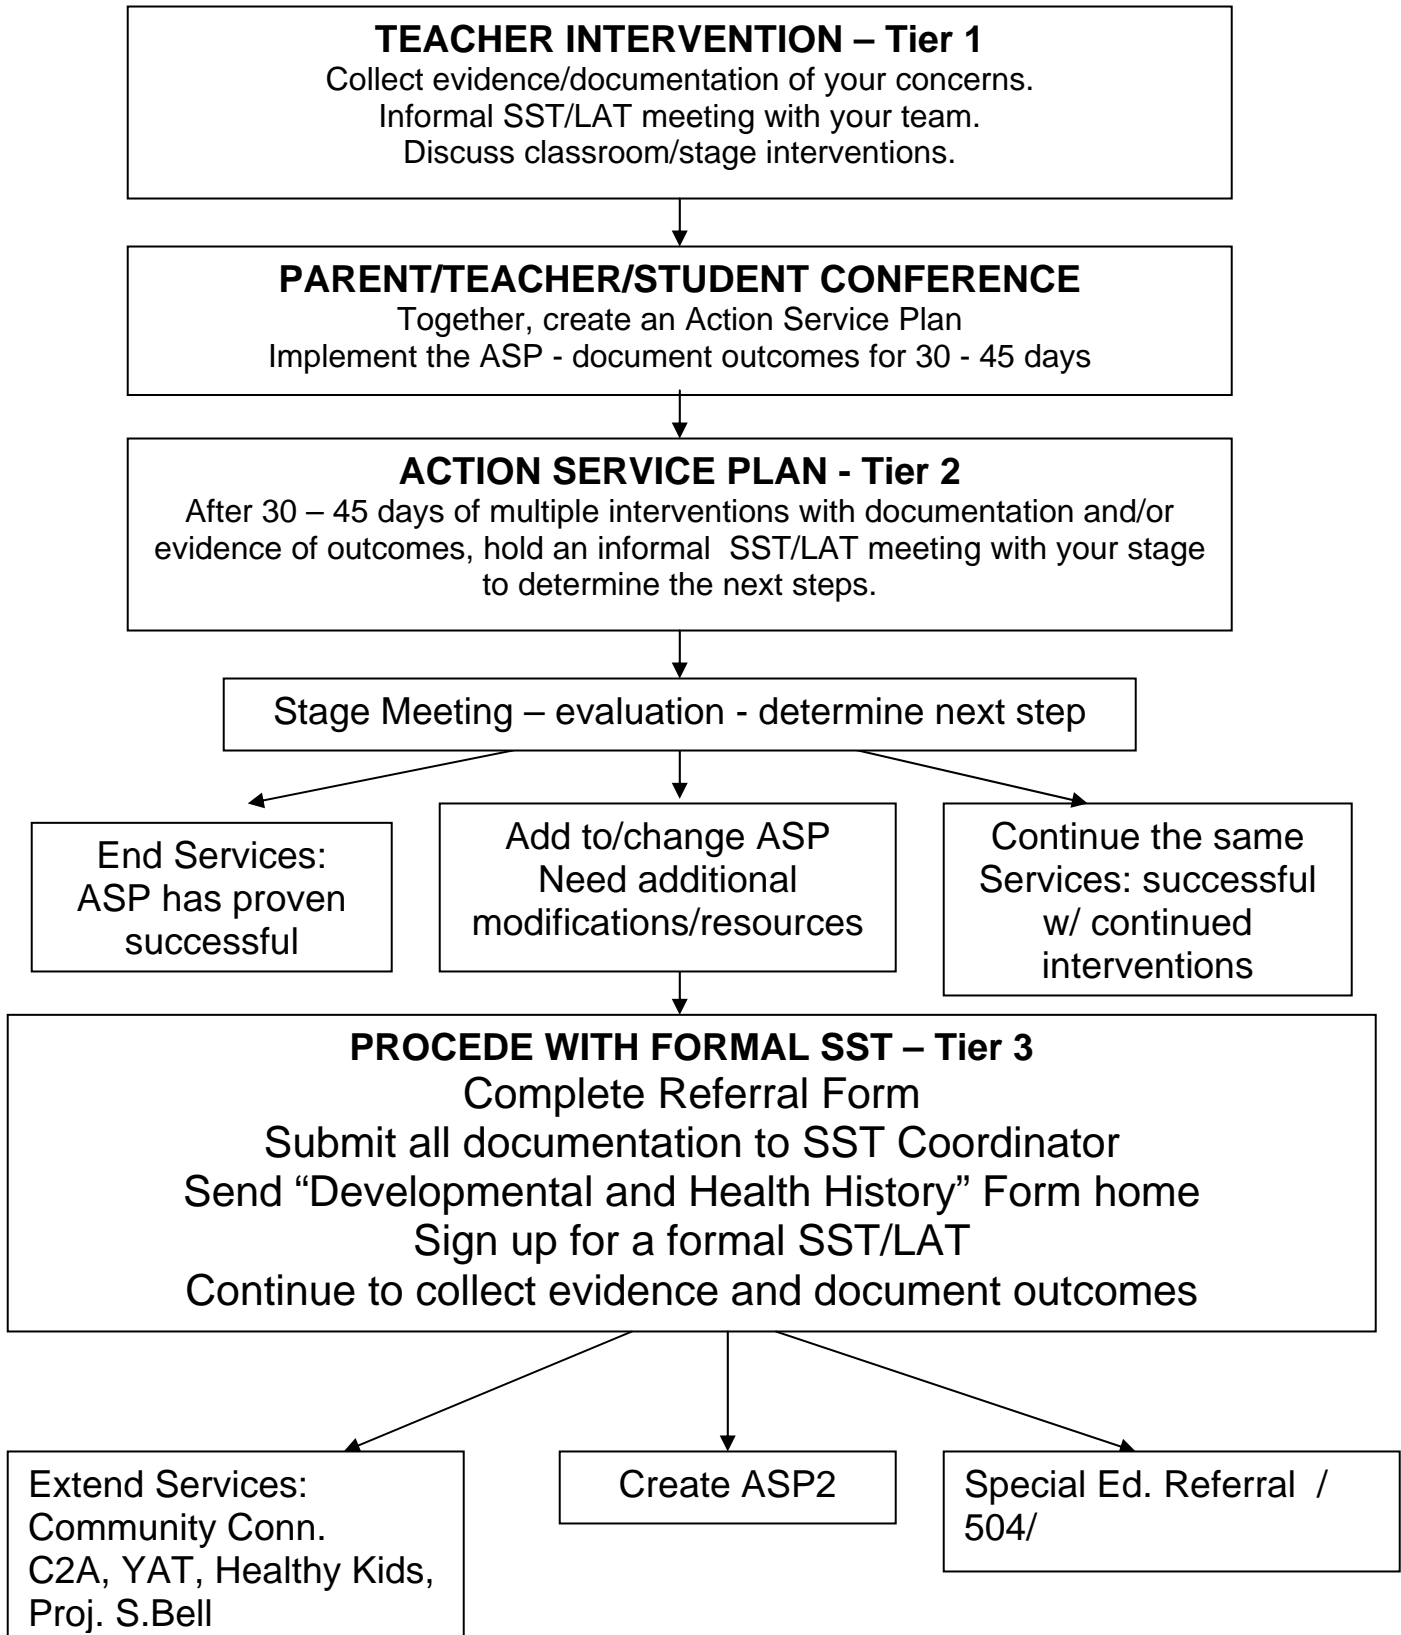 TEACHER INTERVENTION – Tier 1
Collect evidence/documentation of your concerns.
Informal SST/LAT meeting with your team.
Discuss classroom/stage interventions.
PARENT/TEACHER/STUDENT CONFERENCE
Together, create an Action Service Plan
Implement the ASP - document outcomes for 30 - 45 days
ACTION SERVICE PLAN - Tier 2
After 30 – 45 days of multiple interventions with documentation and/or
evidence of outcomes, hold an informal  SST/LAT meeting with your stage
to determine the next steps.
Stage Meeting – evaluation - determine next step
End Services:
ASP has proven
successful
Add to/change ASP
Need additional
modifications/resources
Continue the same
Services: successful
w/ continued
interventions
PROCEDE WITH FORMAL SST – Tier 3
Complete Referral Form
Submit all documentation to SST Coordinator
Send “Developmental and Health History” Form home
Sign up for a formal SST/LAT
Continue to collect evidence and document outcomes
Extend Services:
Community Conn.
C2A, YAT, Healthy Kids,
Proj. S.Bell
Create ASP2
Special Ed. Referral  /
504/